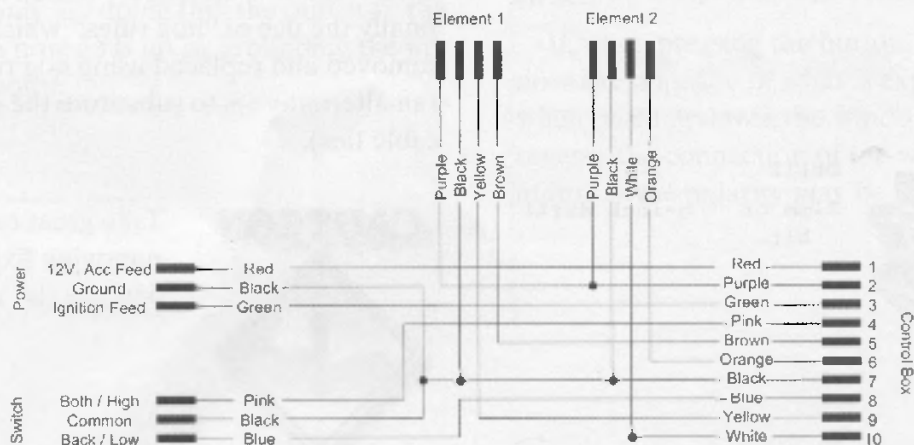 Element 1
Element 2
Purple
Black
Yellow
Brown
Purple
Black
White
Orange
Power
12V. Acc Feed
Red
Ground
Black
Ignition Feed
Green
Switch
Both / High
Pink
Common
Black
Back / Low
Blue
Red 1
Purple 2
Green 3
Pink 4
Brown 5
Orange 6
Black 7
Blue 8
Yellow 9
White 10
Control Box